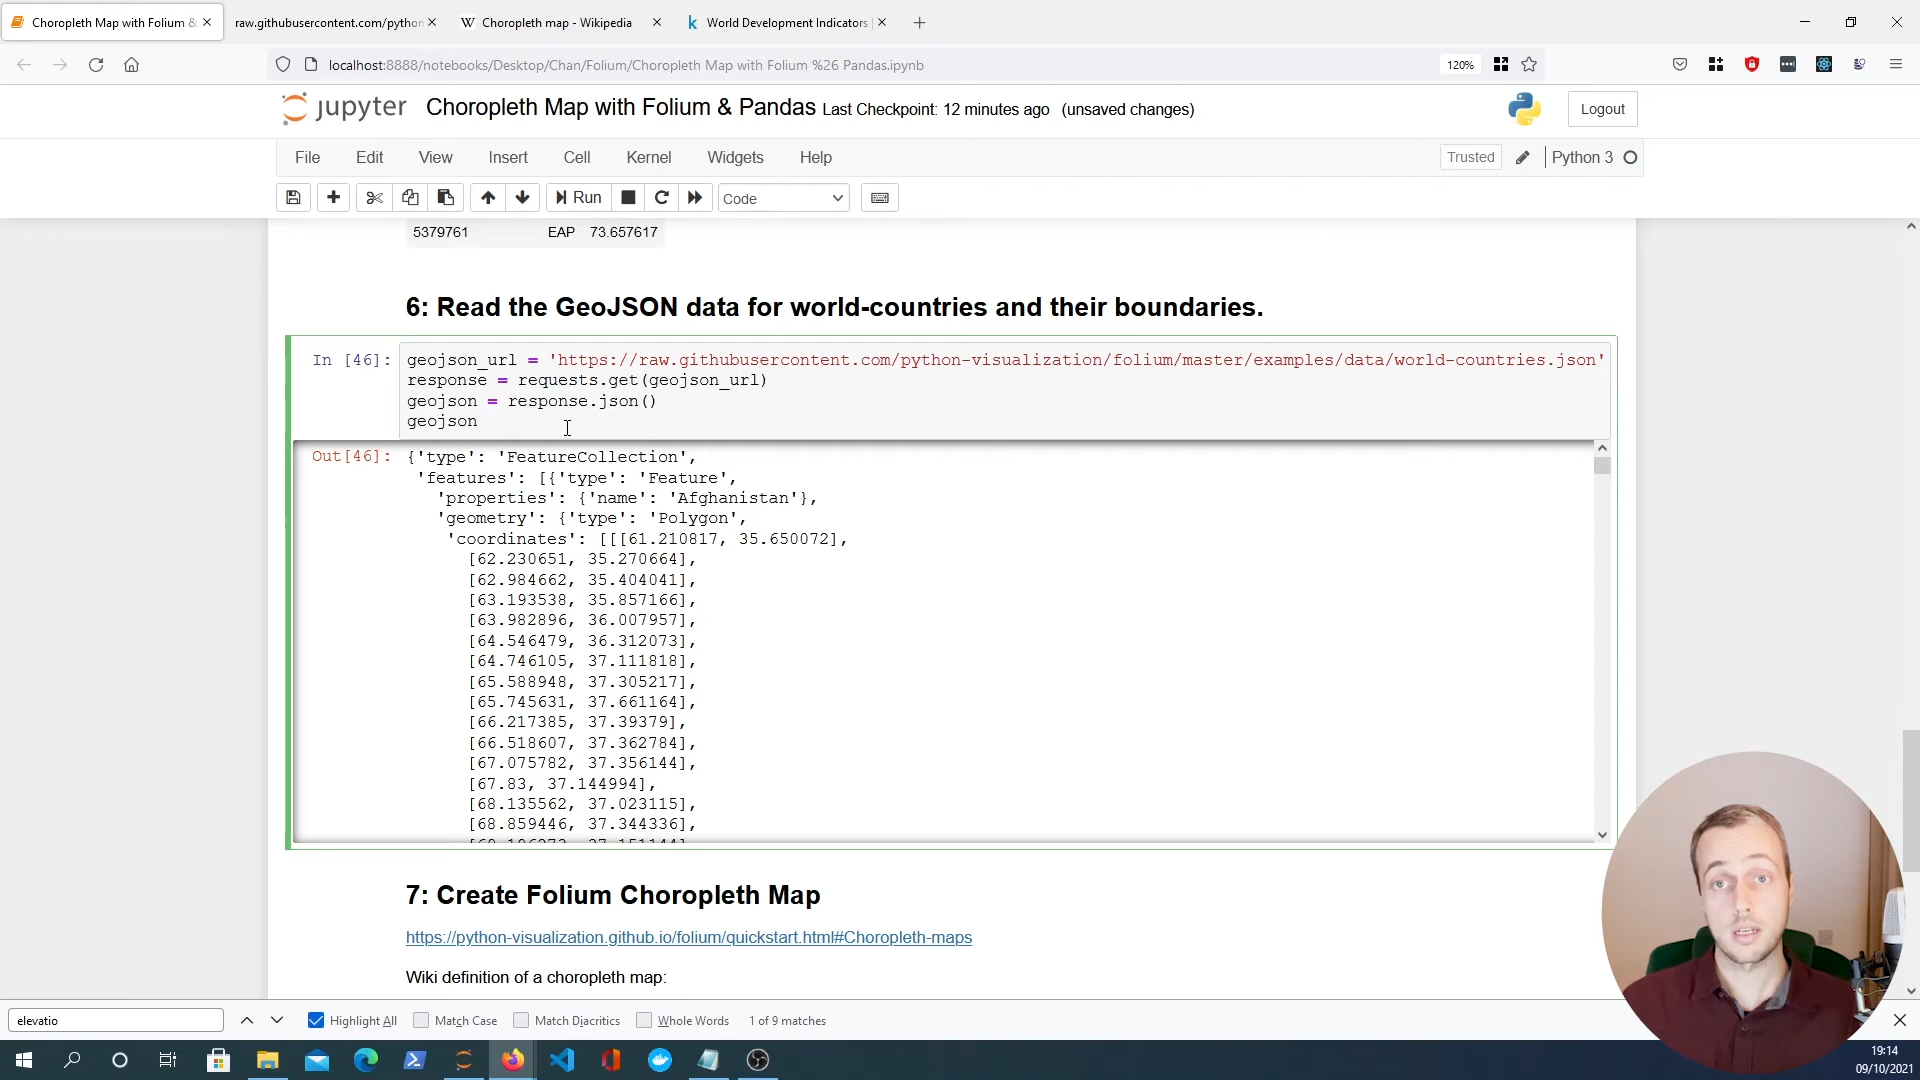 Choropleth Map with Folium &
raw.githubusercontent.com/python
Choropleth map - Wikipedia
World Development Indicators
localhost:8888/notebooks/Desktop/Chan/Folium/Choropleth Map with Folium %26 Pandas.ipynb
120%
jupyter
Choropleth Map with Folium & Pandas Last Checkpoint: 12 minutes ago (unsaved changes)
Logout
File Edit View Insert Cell Kernel Widgets Help
Trusted
Python 3
Run
Code
5379761 EAP 73.657617
6: Read the GeoJSON data for world-countries and their boundaries.
In [46]: geojson_url = 'https://raw.githubusercontent.com/python-visualization/folium/master/examples/data/world-countries.json'
response = requests.get(geojson_url)
geojson = response.json()
geojson
Out[46]: {'type': 'FeatureCollection',
'features': [{'type': 'Feature',
'properties': {'name': 'Afghanistan'},
'geometry': {'type': 'Polygon',
'coordinates': [[[61.210817, 35.650072],
[62.230651, 35.270664],
[62.984662, 35.404041],
[63.193538, 35.857166],
[63.982896, 36.007957],
[64.546479, 36.312073],
[64.746105, 37.111818],
[65.588948, 37.305217],
[65.745631, 37.661164],
[66.217385, 37.39379],
[66.518607, 37.362784],
[67.075782, 37.356144],
[67.83, 37.144994],
[68.135562, 37.023115],
[68.859446, 37.344336],
7: Create Folium Choropleth Map
https://python-visualization.github.io/folium/quickstart.html#Choropleth-maps
Wiki definition of a choropleth map:
elevatio
Highlight All
Match Case
Match Diacritics
Whole Words
1 of 9 matches
19:14
09/10/2021